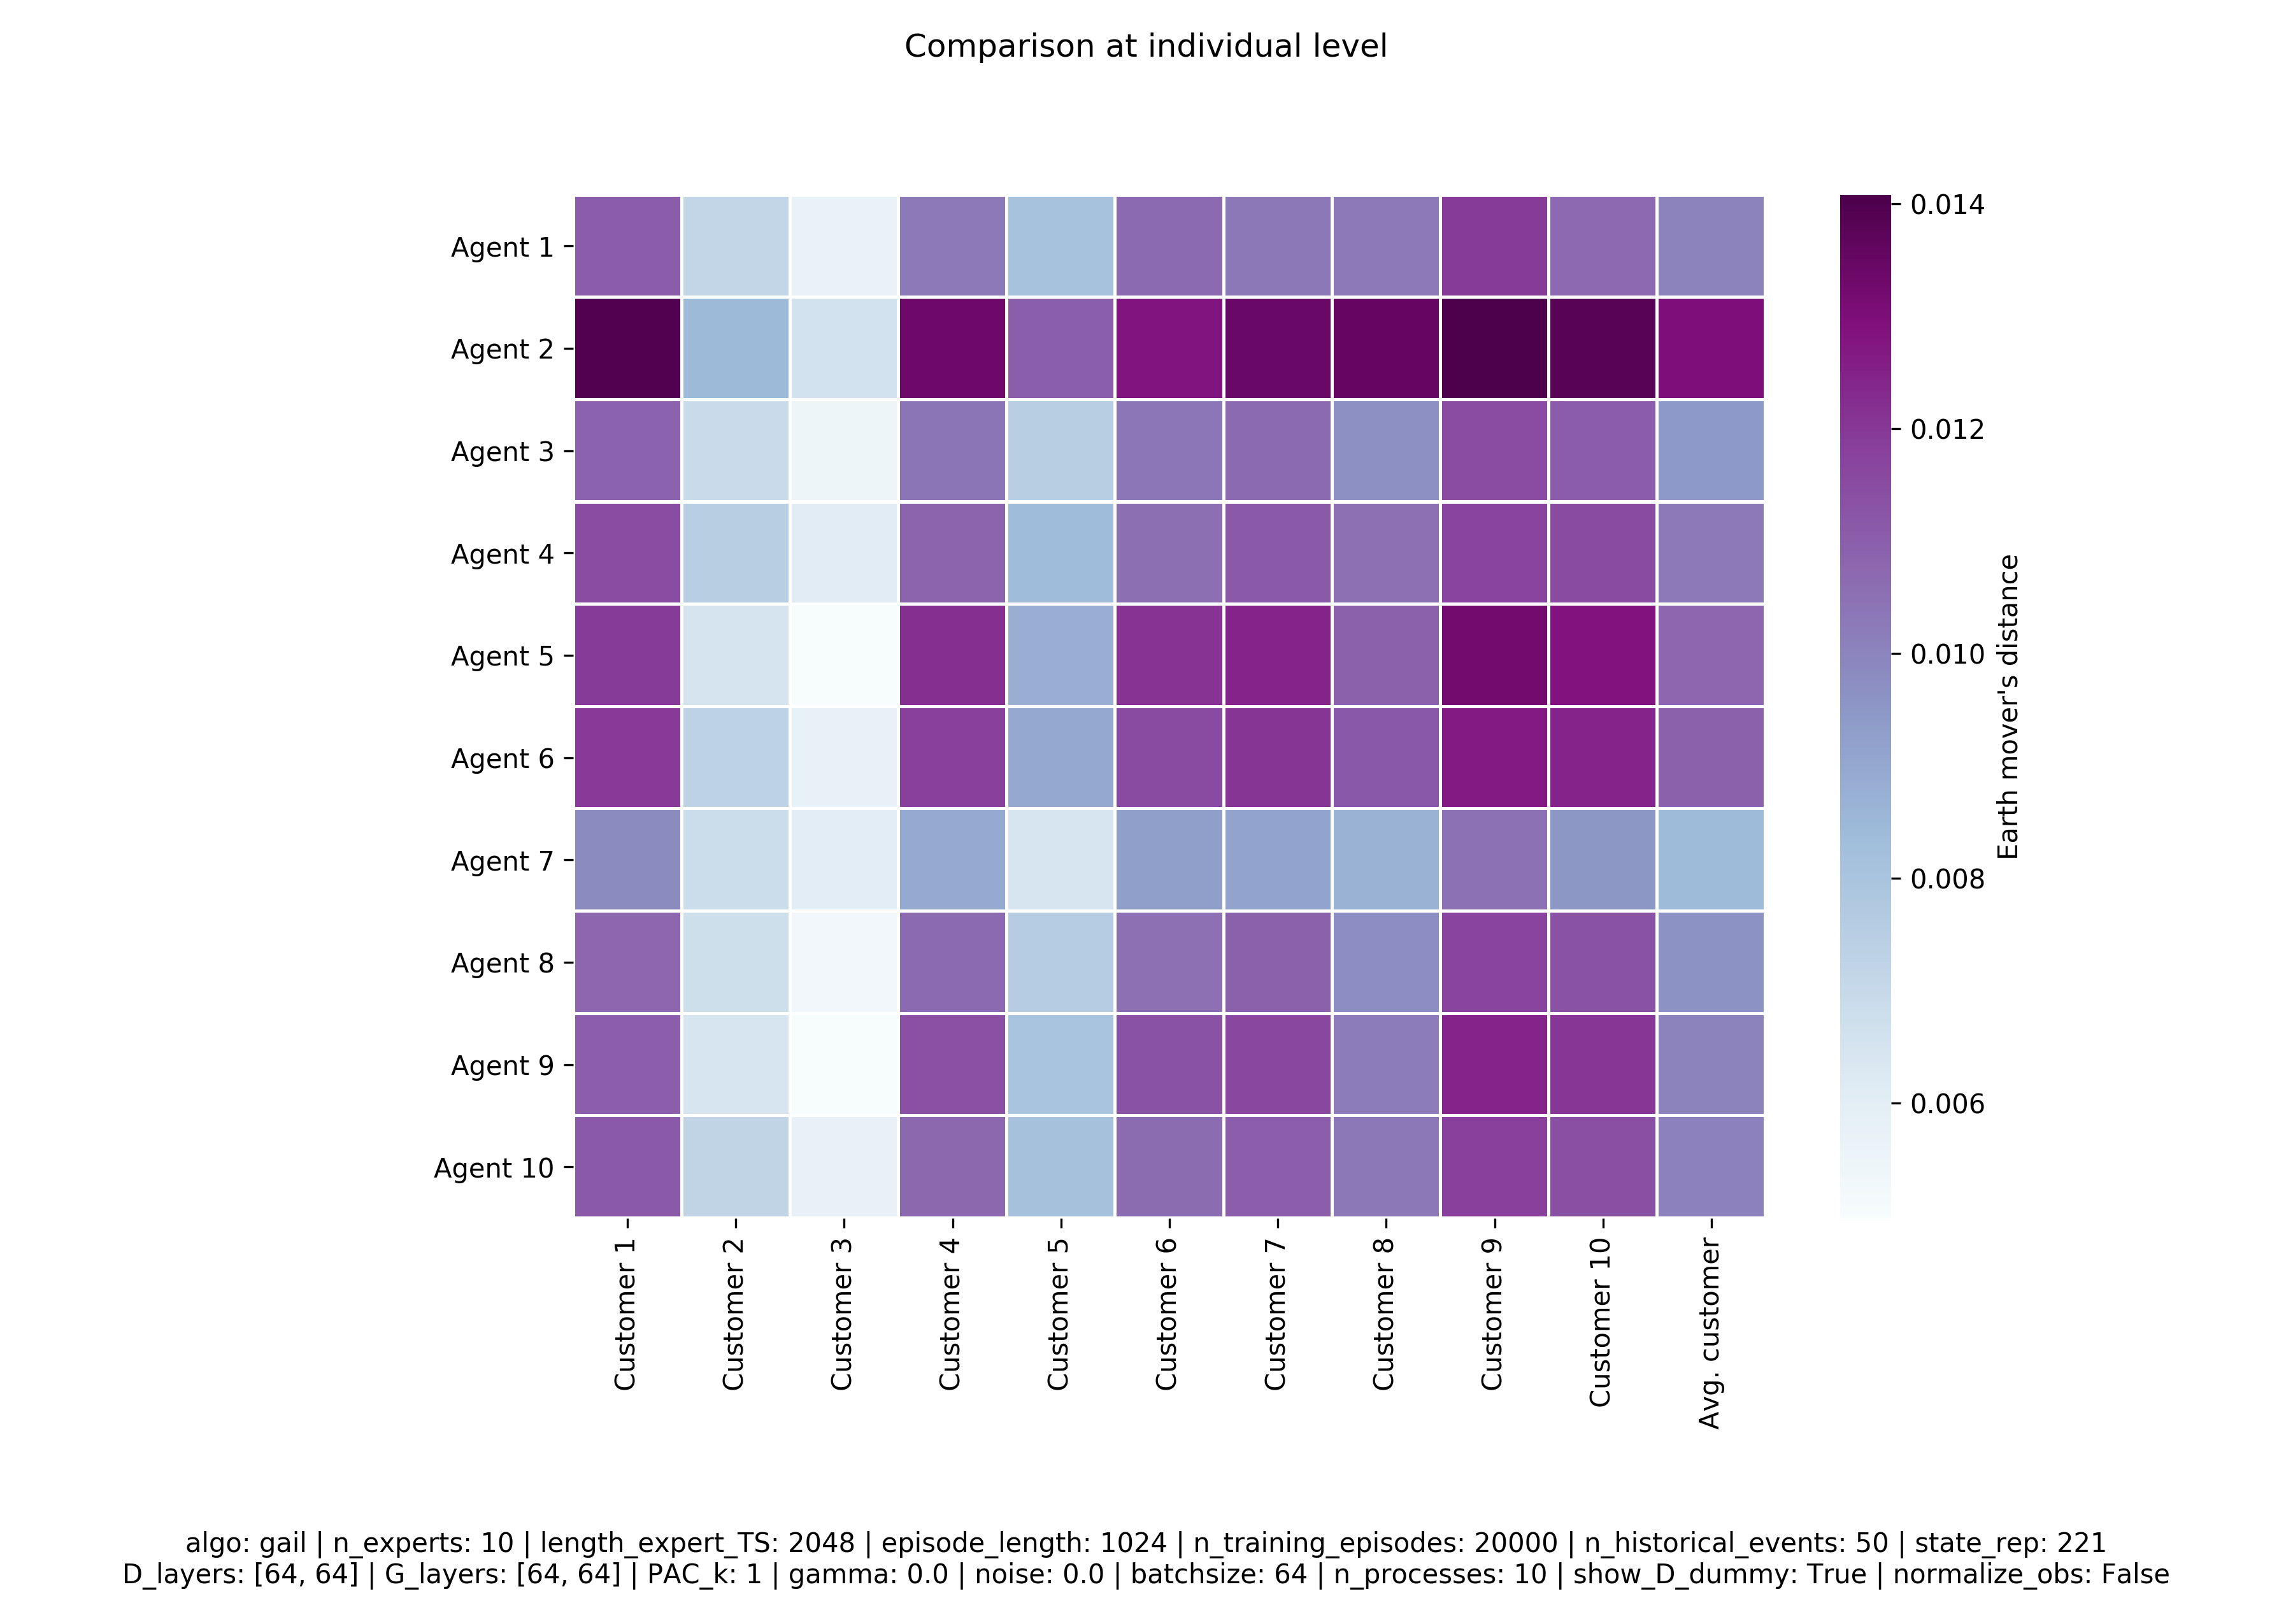 Comparison at individual level
Agent 1
Agent 2
Agent 3
Agent 4
Agent 5
Agent 6
Agent 7
Agent 8
Agent 9
Agent 10
Customer 1
Customer 2
Customer 3
Customer 4
Customer 5
Customer 6
Customer 7
Customer 8
Customer 9
Customer 10
Avg. customer
0.014
0.012
0.010
0.008
0.006
Earth mover's distance
algo: gail | n_experts: 10 | length_expert_TS: 2048 | episode_length: 1024 | n_training_episodes: 20000 | n_historical_events: 50 | state_rep: 221
D_layers: [64, 64] | G_layers: [64, 64] | PAC_k: 1 | gamma: 0.0 | noise: 0.0 | batchsize: 64 | n_processes: 10 | show_D_dummy: True | normalize_obs: False